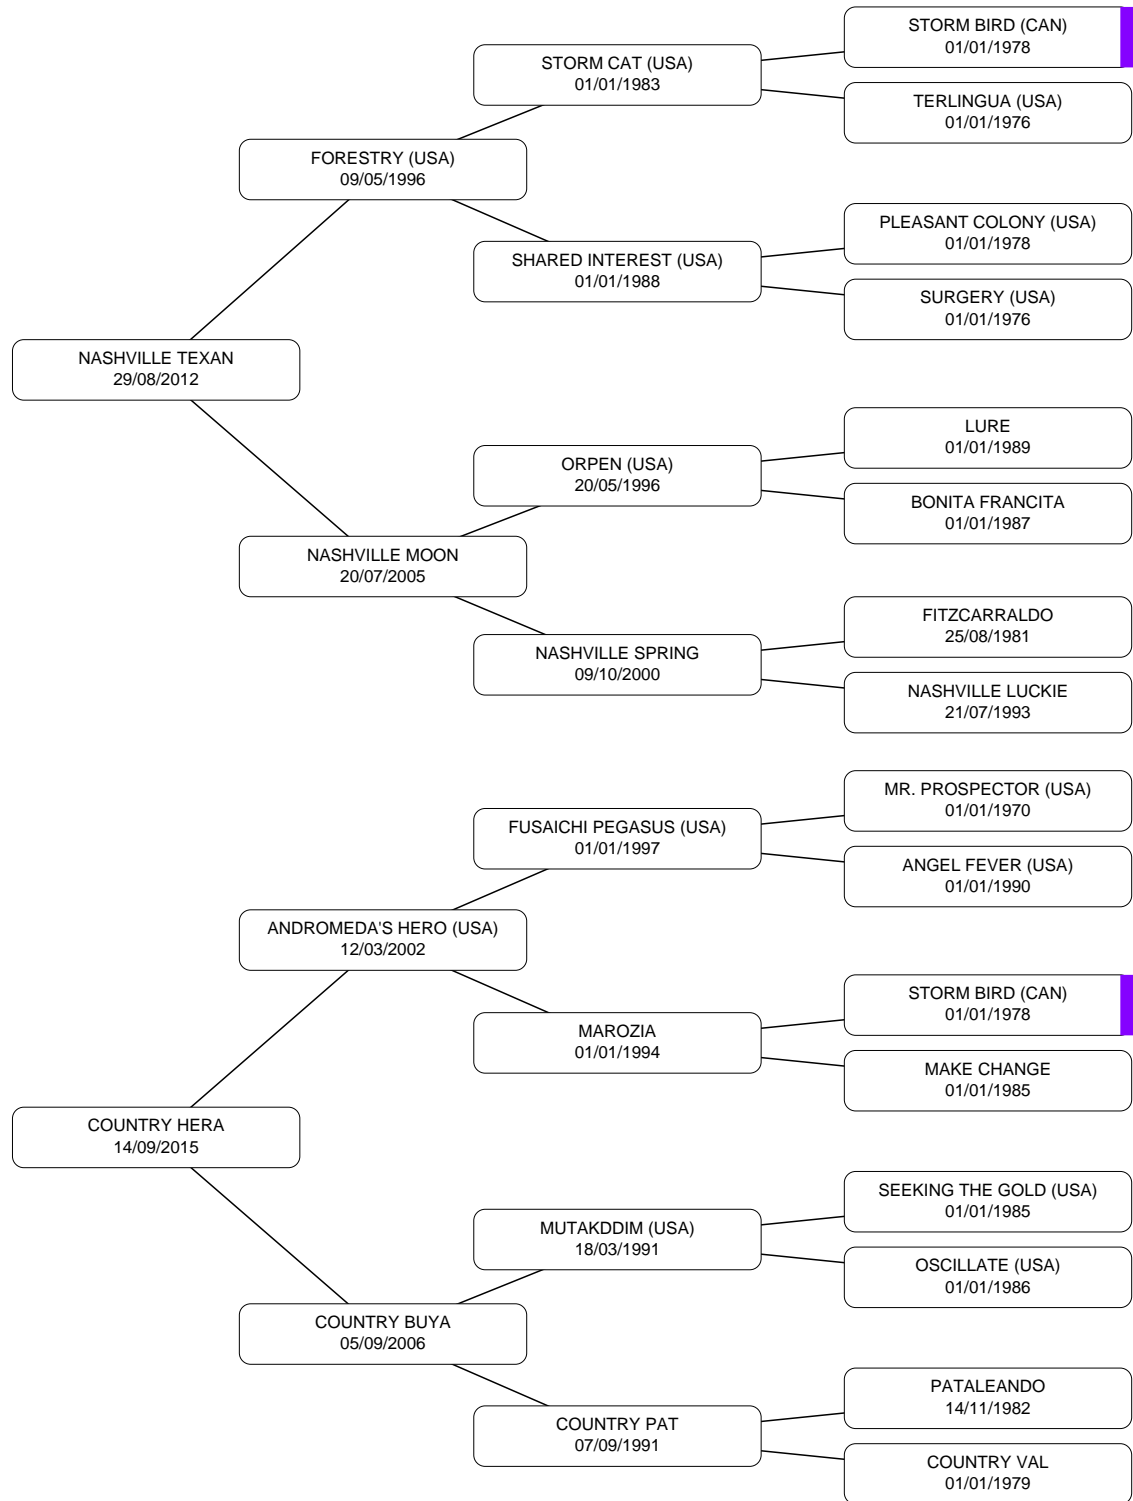 STORM BIRD (CAN)
01/01/1978
STORM CAT (USA)
01/01/1983
TERLINGUA (USA)
01/01/1976
FORESTRY (USA)
09/05/1996
PLEASANT COLONY (USA)
01/01/1978
SHARED INTEREST (USA)
01/01/1988
SURGERY (USA)
01/01/1976
NASHVILLE TEXAN
29/08/2012
LURE
01/01/1989
ORPEN (USA)
20/05/1996
BONITA FRANCITA
01/01/1987
NASHVILLE MOON
20/07/2005
FITZCARRALDO
25/08/1981
NASHVILLE SPRING
09/10/2000
NASHVILLE LUCKIE
21/07/1993
MR. PROSPECTOR (USA)
01/01/1970
FUSAICHI PEGASUS (USA)
01/01/1997
ANGEL FEVER (USA)
01/01/1990
ANDROMEDA'S HERO (USA)
12/03/2002
STORM BIRD (CAN)
01/01/1978
MAROZIA
01/01/1994
MAKE CHANGE
01/01/1985
COUNTRY HERA
14/09/2015
SEEKING THE GOLD (USA)
01/01/1985
MUTAKDDIM (USA)
18/03/1991
OSCILLATE (USA)
01/01/1986
COUNTRY BUYA
05/09/2006
PATALEANDO
14/11/1982
COUNTRY PAT
07/09/1991
COUNTRY VAL
01/01/1979